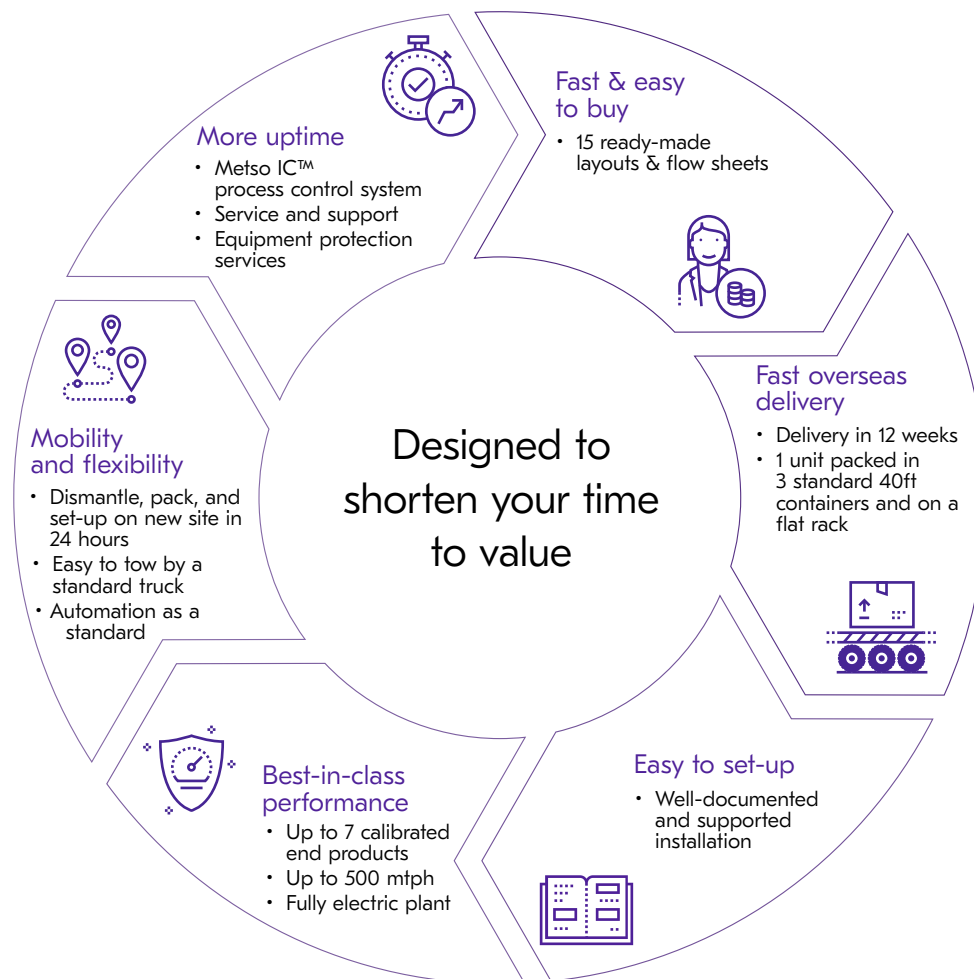 Fast & easy
to buy
• 15 ready-made
layouts & flow sheets
Fast overseas
delivery
• Delivery in 12 weeks
• 1 unit packed in
3 standard 40ft
containers and on a
flat rack
Easy to set-up
• Well-documented
and supported
installation
Best-in-class
performance
• Up to 7 calibrated
end products
• Up to 500 mtph
• Fully electric plant
Mobility
and flexibility
• Dismantle, pack, and
set-up on new site in
24 hours
• Easy to tow by a
standard truck
• Automation as a
standard
More uptime
• Metso IC™
process control system
• Service and support
• Equipment protection
services
Designed to
shorten your time
to value